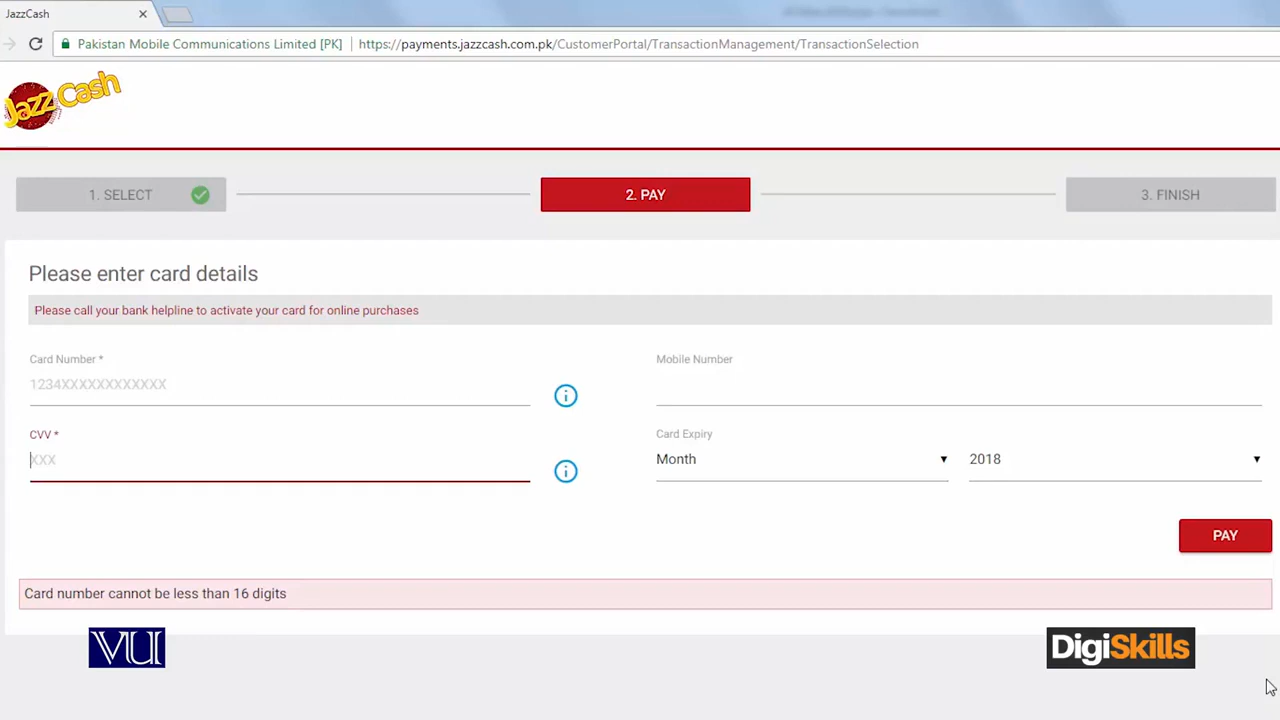 JazzCash
Pakistan Mobile Communications Limited [PK]
https://payments.jazzcash.com.pk/CustomerPortal/TransactionManagement/TransactionSelection
Jazz Cash
1. SELECT
2. PAY
3. FINISH
Please enter card details
Please call your bank helpline to activate your card for online purchases
Card Number *
Mobile Number
1234XXXXXXXXXXXX
CVV *
Card Expiry
XXX
Month
2018
PAY
Card number cannot be less than 16 digits
VU
DigiSkills